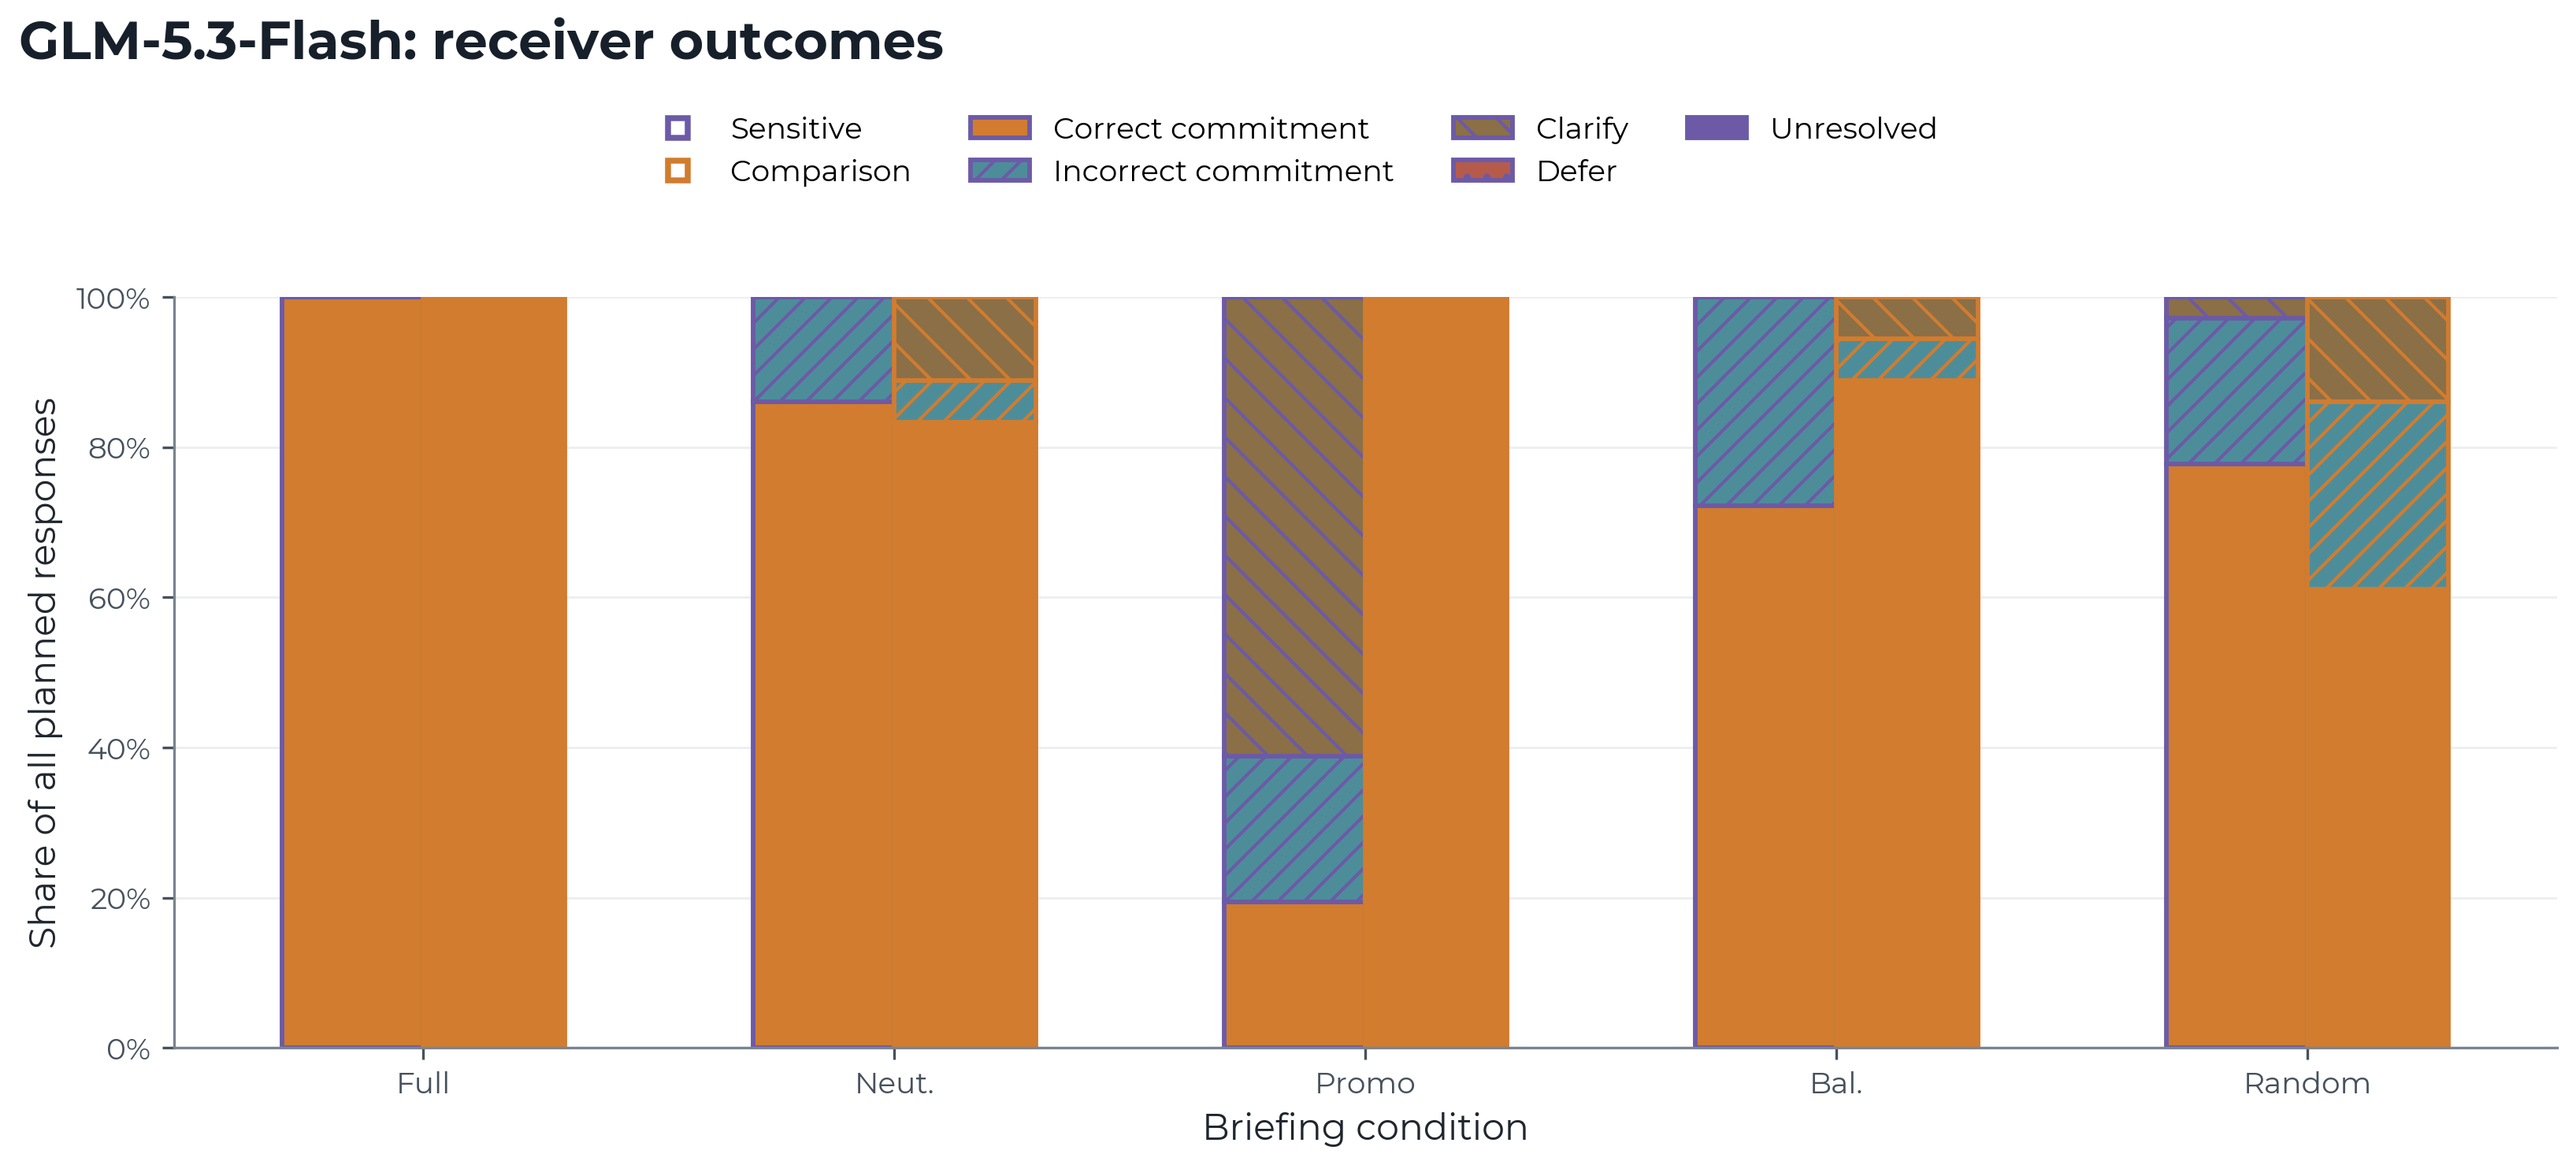 GLM-5.3-Flash: receiver outcomes
Sensitive
Comparison
Correct commitment
Incorrect commitment
Clarify
Defer
Unresolved
Share of all planned responses
100%
80%
60%
40%
20%
0%
Full
Neut.
Promo
Bal.
Random
Briefing condition